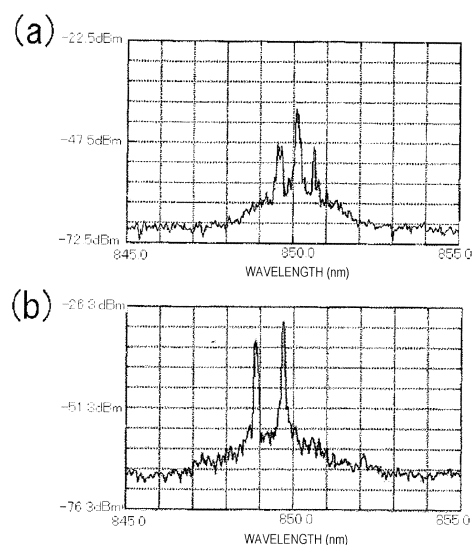 (a)
-22.5dBm
-47.5dBm
-72.5dBm
845.0 850.0 855.0
WAVELENGTH (nm)
(b)
-26.3dBm
-51.3dBm
-76.3dBm
845.0 850.0 855.0
WAVELENGTH (nm)